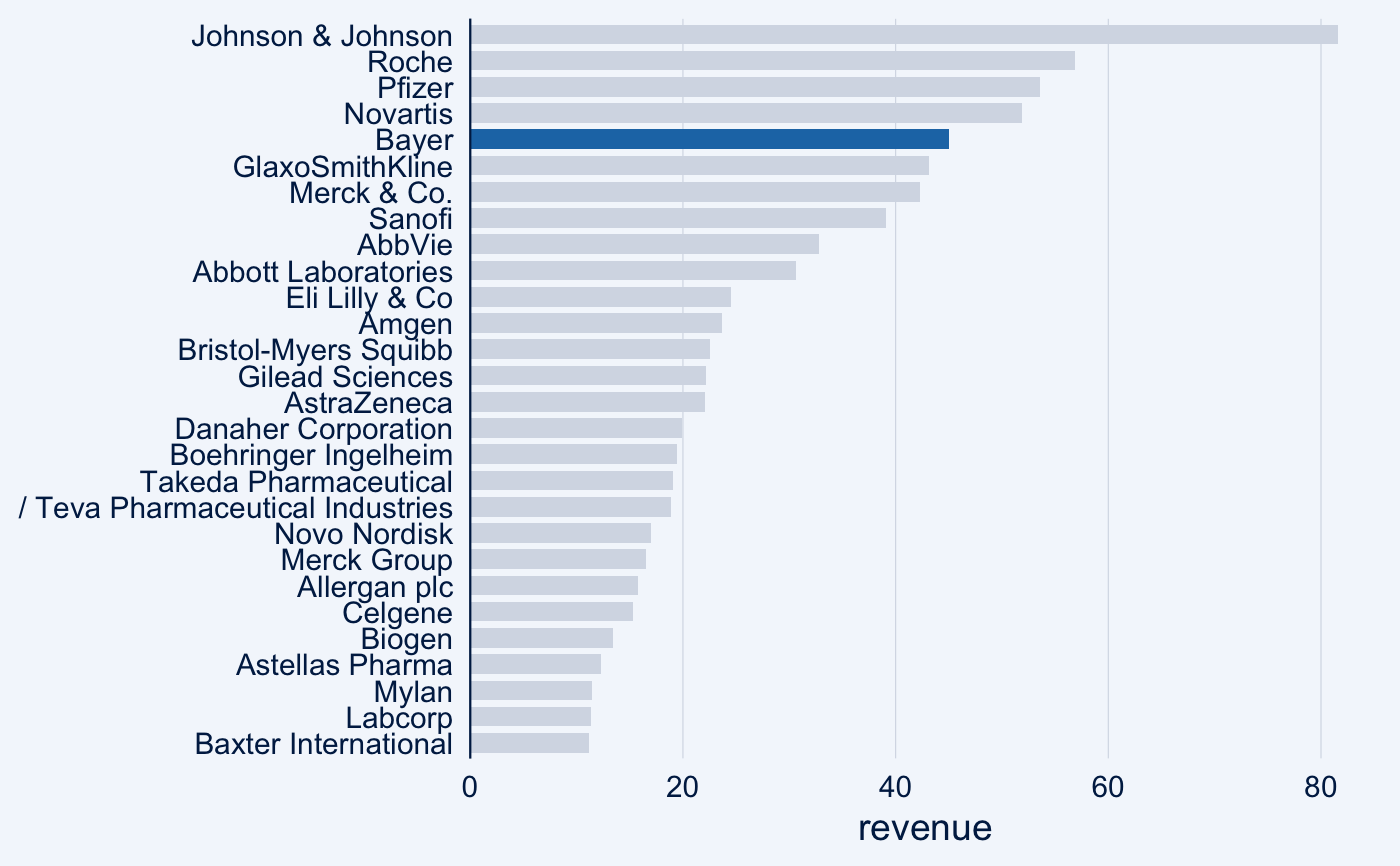 Johnson & Johnson
Roche
Pfizer
Novartis
Bayer
GlaxoSmithKline
Merck & Co.
Sanofi
AbbVie
Abbott Laboratories
Eli Lilly & Co
Amgen
Bristol-Myers Squibb
Gilead Sciences
AstraZeneca
Danaher Corporation
Boehringer Ingelheim
Takeda Pharmaceutical
/ Teva Pharmaceutical Industries
Novo Nordisk
Merck Group
Allergan plc
Celgene
Biogen
Astellas Pharma
Mylan
Labcorp
Baxter International
0 20 40 60 80
revenue